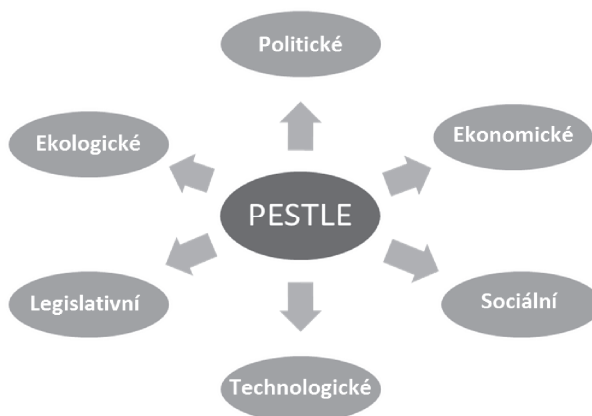 Politické
Ekologické
Ekonomické
PESTLE
Legislativní
Sociální
Technologické